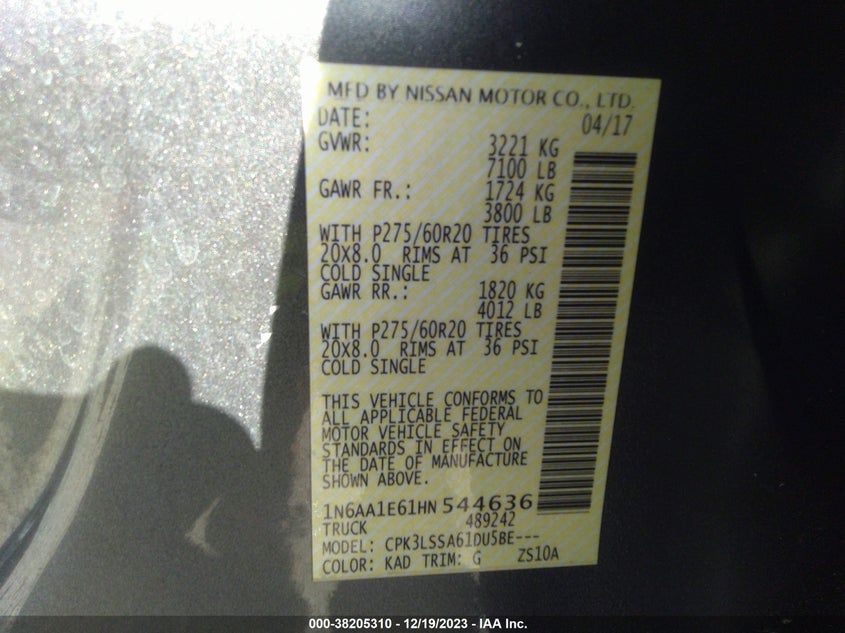 MFD BY NISSAN MOTOR CO., LTD.
DATE: 04/17
GVWR: 3221 KG
7100 LB
GAWR FR.: 1724 KG
3800 LB
WITH P275/60R20 TIRES
20X8.0 RIMS AT 36 PSI
COLD SINGLE
GAWR RR.: 1820 KG
4012 LB
WITH P275/60R20 TIRES
20X8.0 RIMS AT 36 PSI
COLD SINGLE
THIS VEHICLE CONFORMS TO
ALL APPLICABLE FEDERAL
MOTOR VEHICLE SAFETY
STANDARDS IN EFFECT ON
THE DATE OF MANUFACTURE
SHOWN ABOVE.
1N6AA1E61HN544636
TRUCK 489242
MODEL: CPK3LSSA61DU5BE---
COLOR: KAD TRIM: G ZS10A
000-38205310 - 12/19/2023 - IAA Inc.